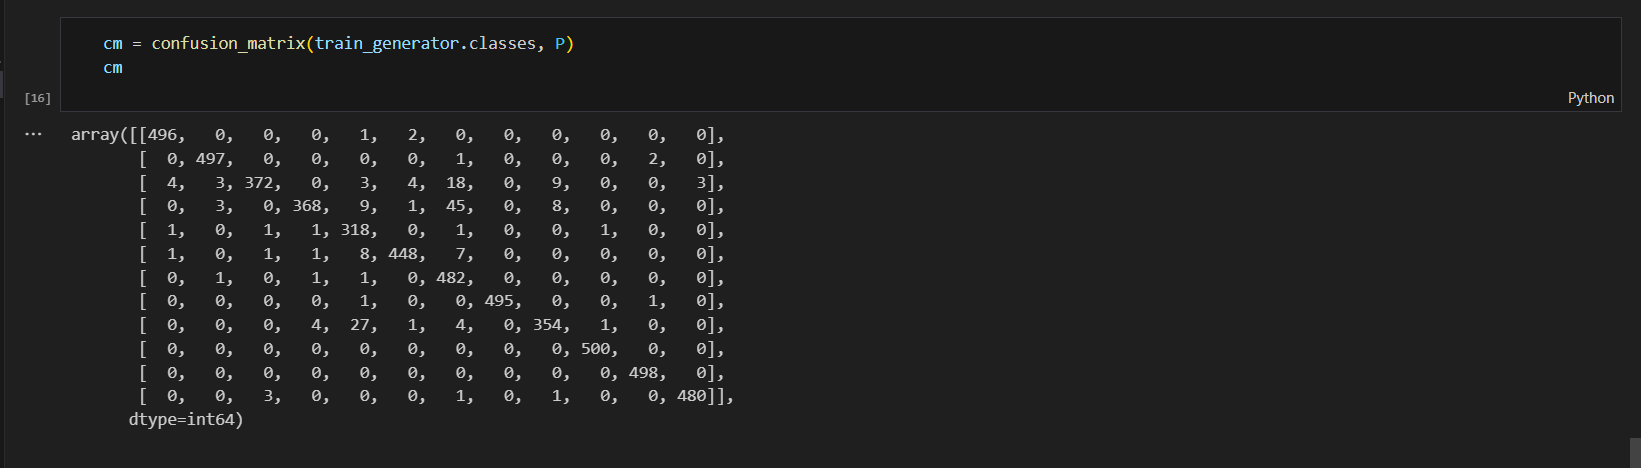 cm = confusion_matrix(train_generator.classes, P)
cm
[16]
Python
... array([[496, 0, 0, 0, 1, 2, 0, 0, 0, 0, 0, 0],
[ 0, 497, 0, 0, 0, 0, 1, 0, 0, 0, 2, 0],
[ 4, 3, 372, 0, 3, 4, 18, 0, 9, 0, 0, 3],
[ 0, 3, 0, 368, 9, 1, 45, 0, 8, 0, 0, 0],
[ 1, 0, 1, 1, 318, 0, 1, 0, 0, 1, 0, 0],
[ 1, 0, 1, 1, 8, 448, 7, 0, 0, 0, 0, 0],
[ 0, 1, 0, 1, 1, 0, 482, 0, 0, 0, 0, 0],
[ 0, 0, 0, 0, 1, 0, 0, 495, 0, 0, 1, 0],
[ 0, 0, 0, 4, 27, 1, 4, 0, 354, 1, 0, 0],
[ 0, 0, 0, 0, 0, 0, 0, 0, 0, 500, 0, 0],
[ 0, 0, 0, 0, 0, 0, 0, 0, 0, 0, 498, 0],
[ 0, 0, 3, 0, 0, 0, 1, 0, 1, 0, 0, 480]],
dtype=int64)